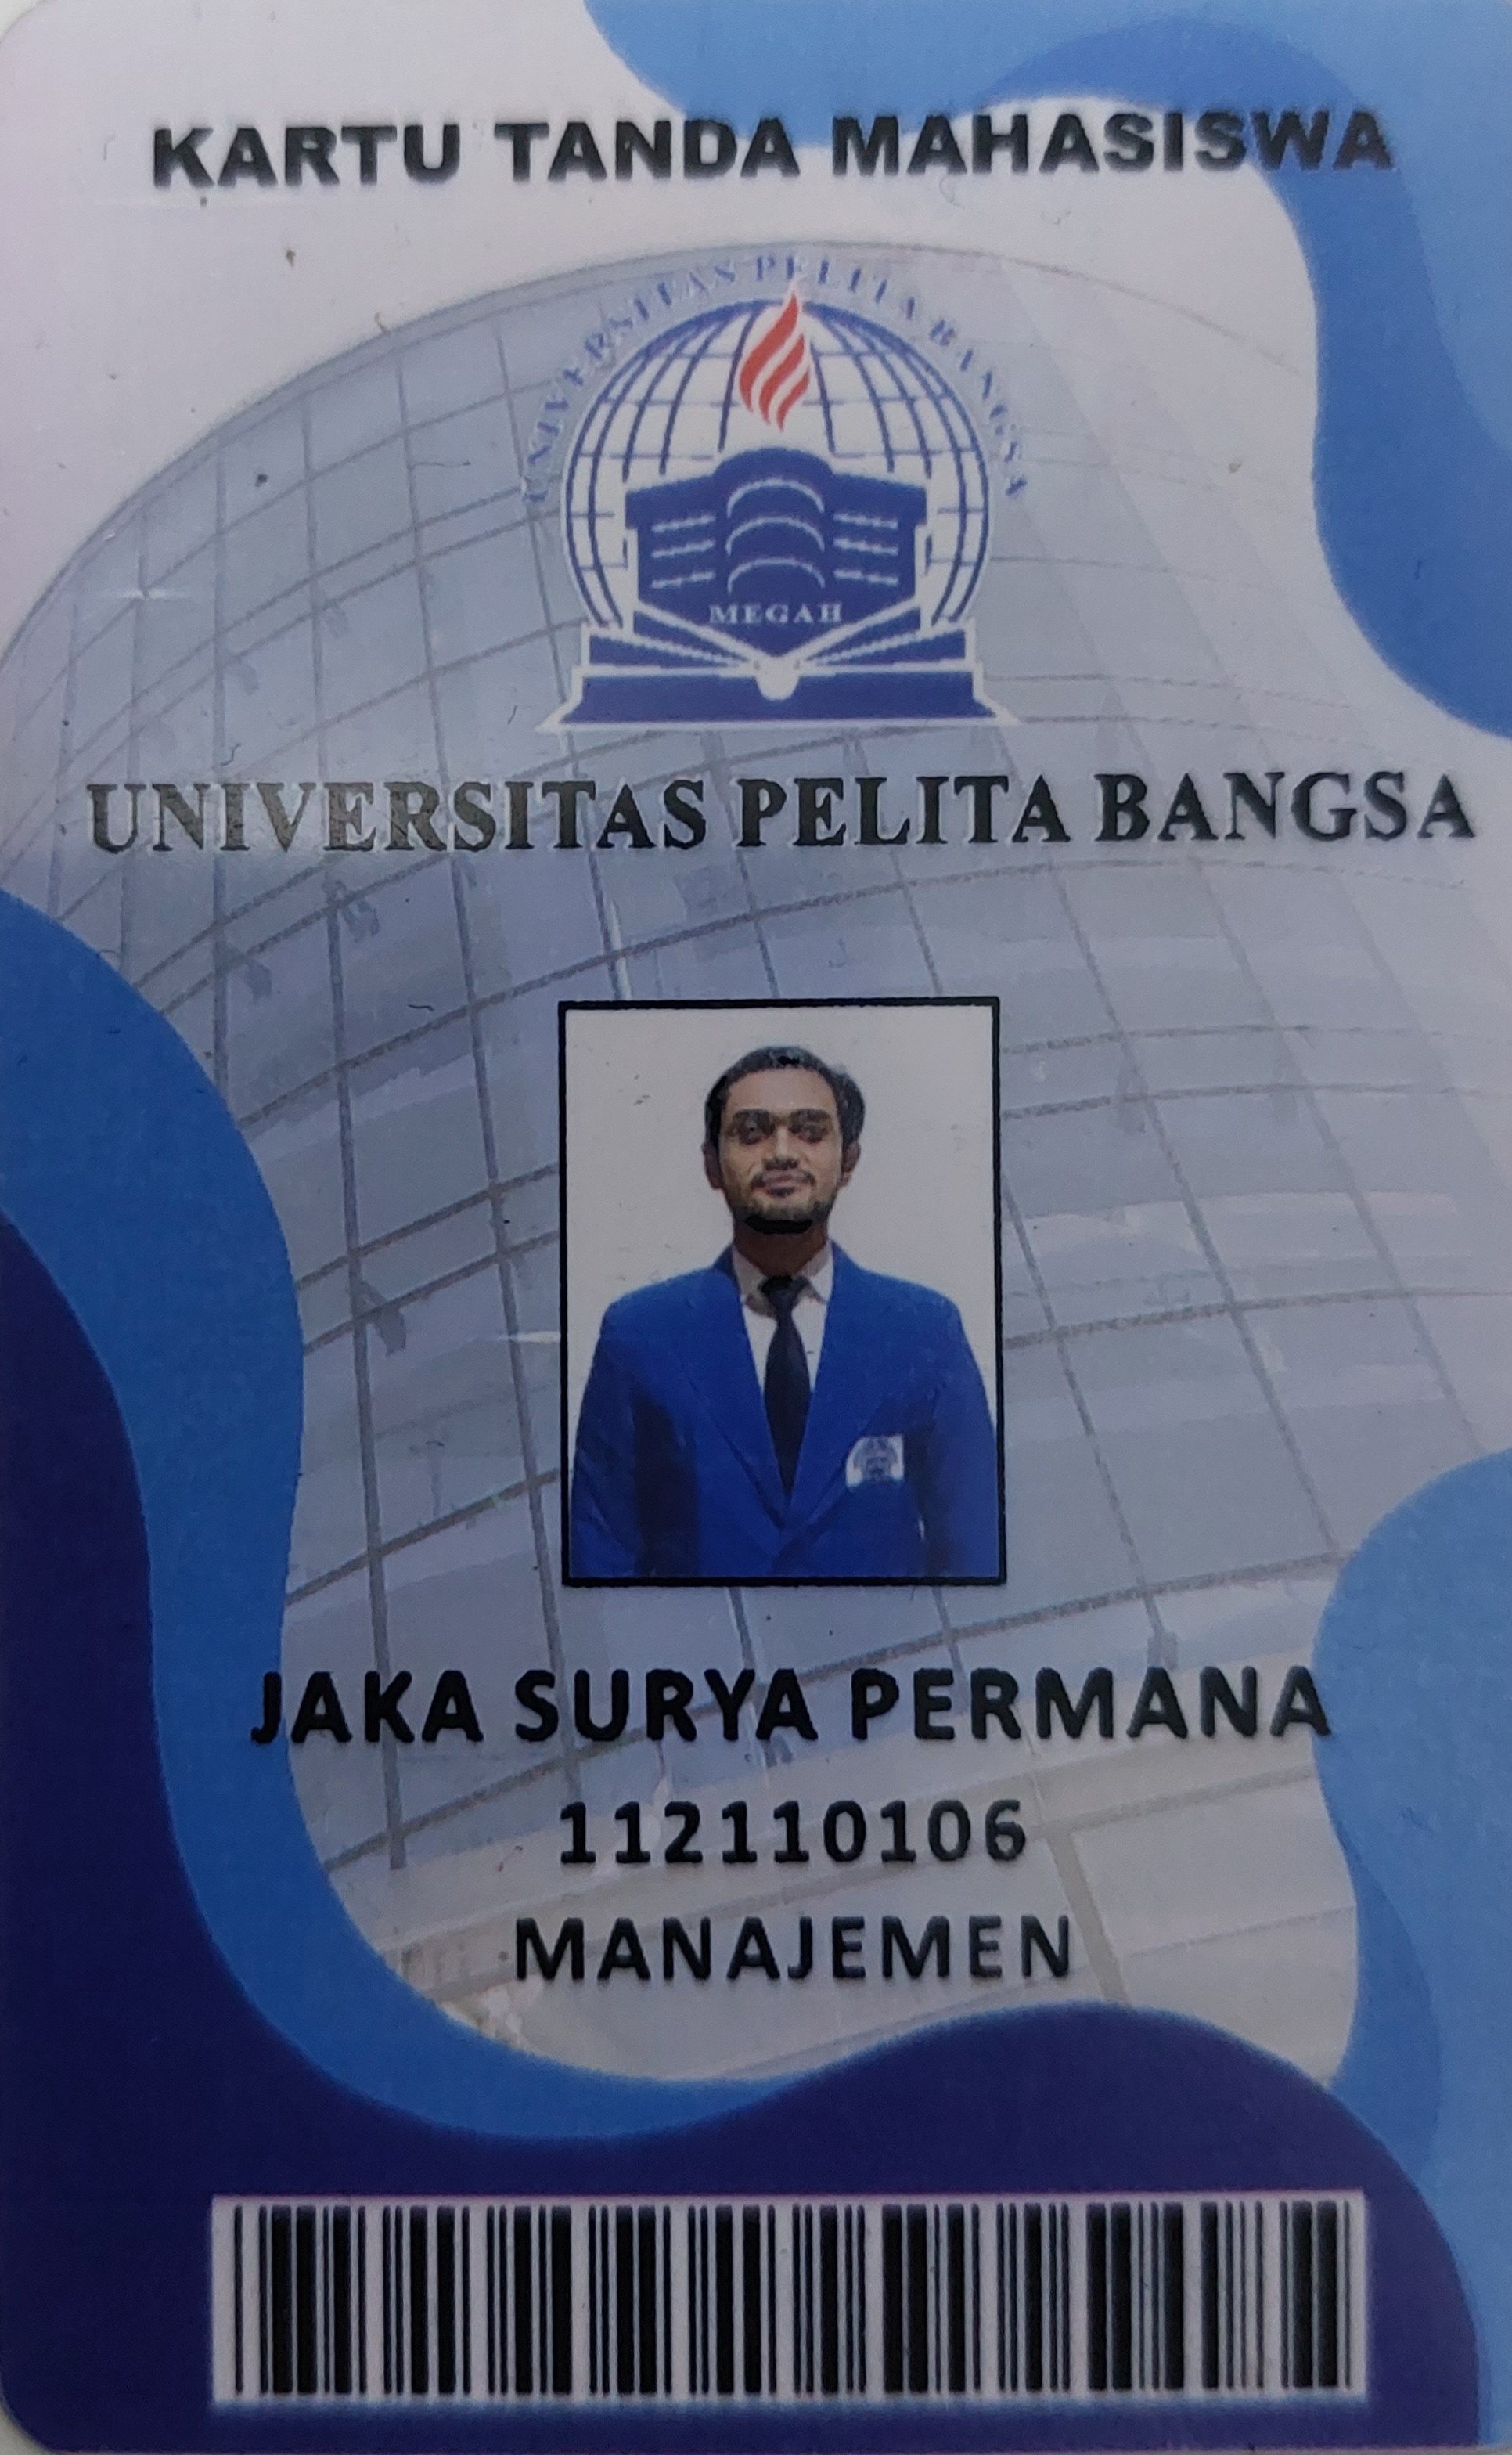 KARTU TANDA MAHASISWA
UNIVERSITAS PELITA BANGSA
MEGAH
UNIVERSITAS PELITA BANGSA
JAKA SURYA PERMANA
112110106
MANAJEMEN